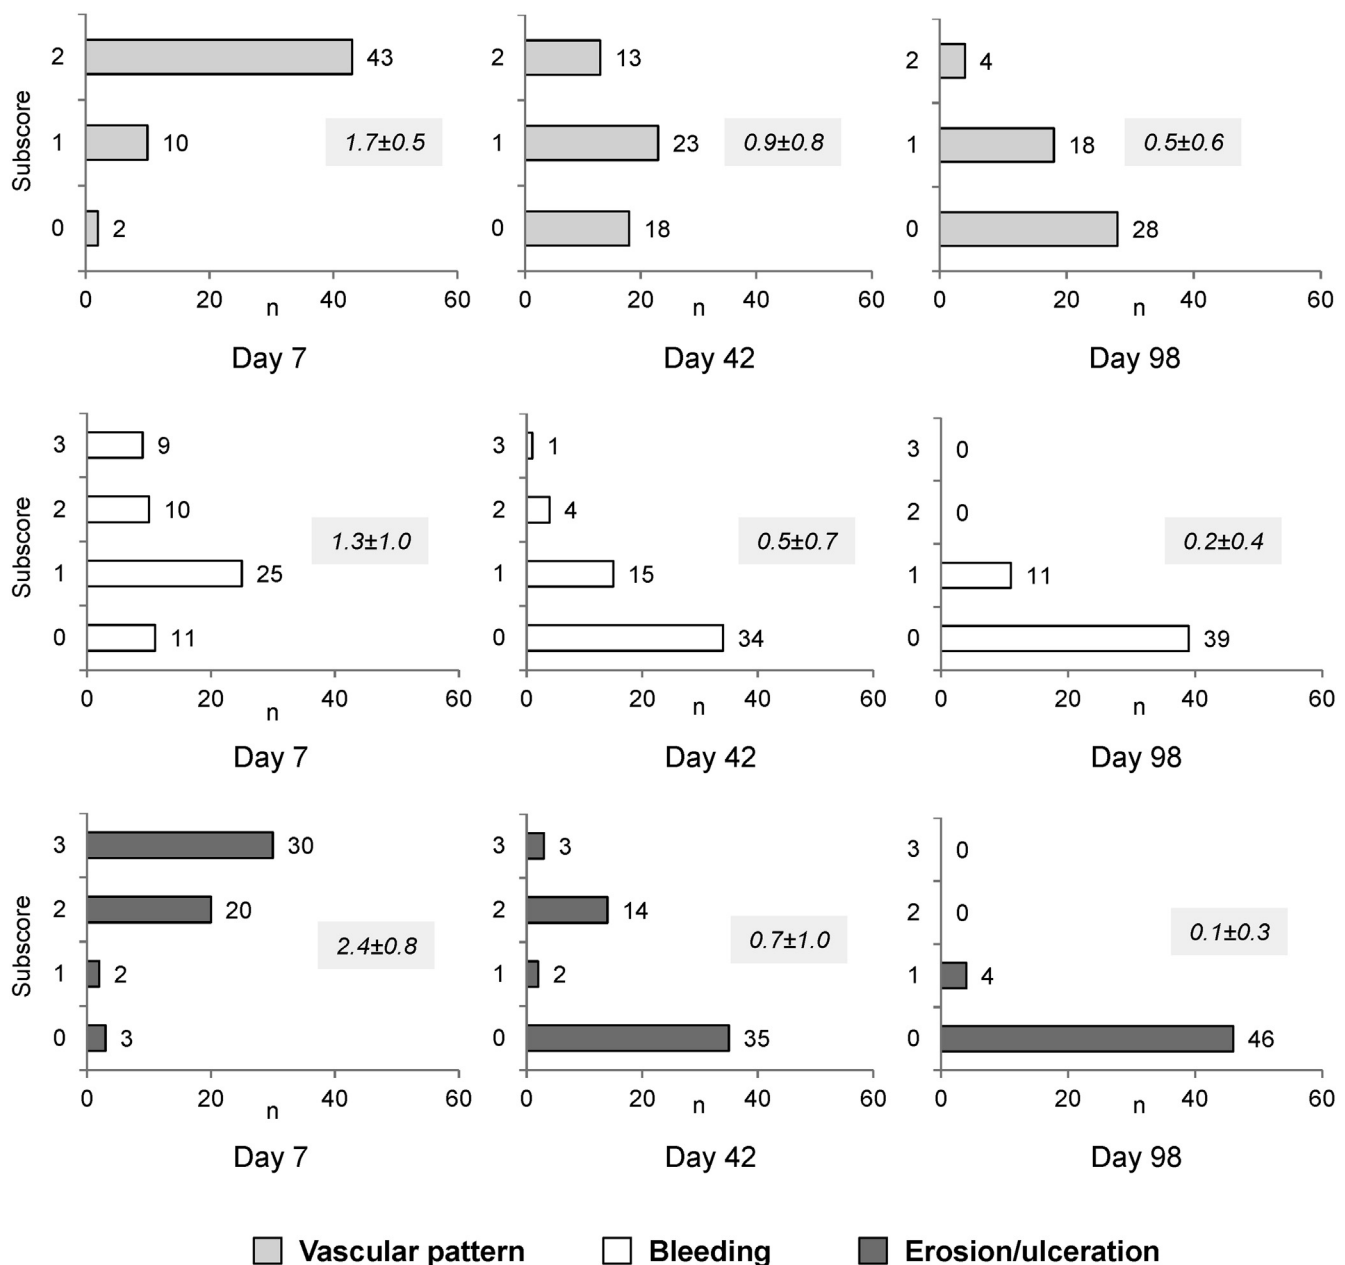 2 43 2 13 2 4
Subscore
1 10 1.7±0.5 1 23 0.9±0.8 1 18 0.5±0.6
0 2 0 18 0 28
0 20 40 60 0 20 40 60 0 20 40 60
n n n
Day 7 Day 42 Day 98
3 9 3 1 3 0
2 10 2 4 2 0
Subscore
1.3±1.0 0.5±0.7 0.2±0.4
1 25 1 15 1 11
0 11 0 34 0 39
0 20 40 60 0 20 40 60 0 20 40 60
n n n
Day 7 Day 42 Day 98
3 30 3 3 3 0
2 20 2 14 2 0
Subscore
2.4±0.8 0.7±1.0 0.1±0.3
1 2 1 2 1 4
0 3 0 35 0 46
0 20 40 60 0 20 40 60 0 20 40 60
n n n
Day 7 Day 42 Day 98
Vascular pattern Bleeding Erosion/ulceration